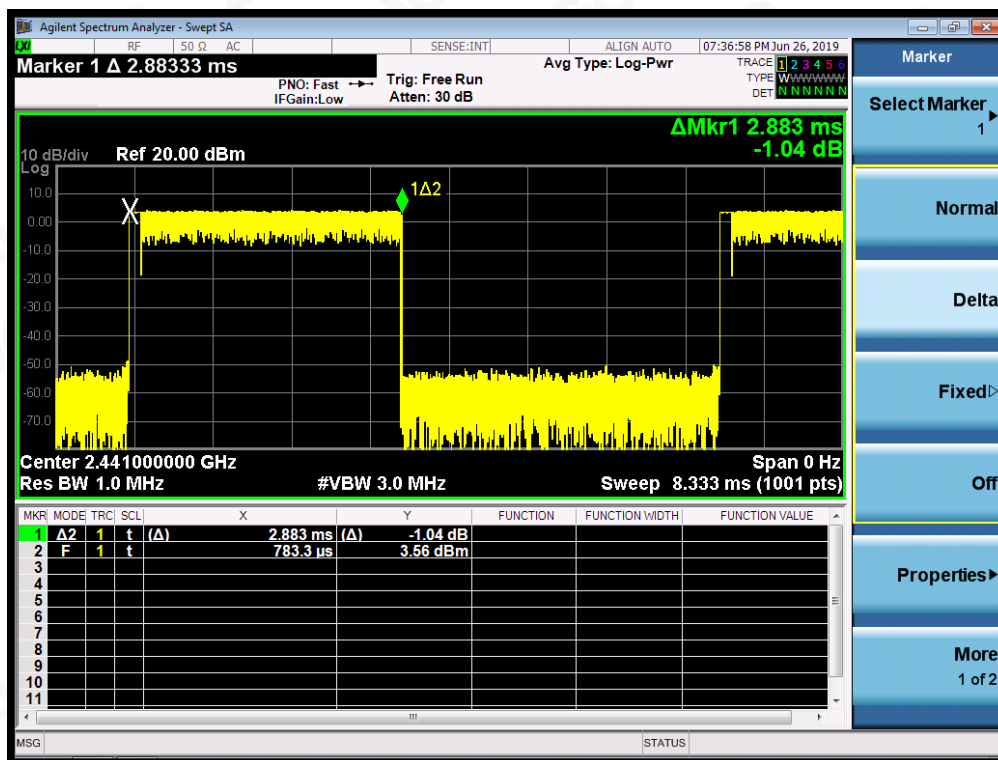 Agilent Spectrum Analyzer - Swept SA
LXI RF 50 Ω AC SENSE:INT ALIGN AUTO 07:36:58 PM Jun 26, 2019
Marker 1 Δ 2.88333 ms
PNO: Fast
IFGain:Low
Trig: Free Run
Atten: 30 dB
Avg Type: Log-Pwr
TRACE 1 2 3 4 5 6
TYPE WWWWWWW
DET N N N N N N
ΔMkr1 2.883 ms
-1.04 dB
10 dB/div Ref 20.00 dBm
Log
10.0
0.00
-10.0
-20.0
-30.0
-40.0
-50.0
-60.0
-70.0
X
1Δ2
Center 2.441000000 GHz Span 0 Hz
Res BW 1.0 MHz #VBW 3.0 MHz Sweep 8.333 ms (1001 pts)
MKR MODE TRC SCL X Y FUNCTION FUNCTION WIDTH FUNCTION VALUE
1 Δ2 1 t (Δ) 2.883 ms (Δ) -1.04 dB
2 F 1 t 783.3 µs 3.56 dBm
3
4
5
6
7
8
9
10
11
MSG STATUS
Marker
Select Marker
1
Normal
Delta
Fixed
Off
Properties
More
1 of 2